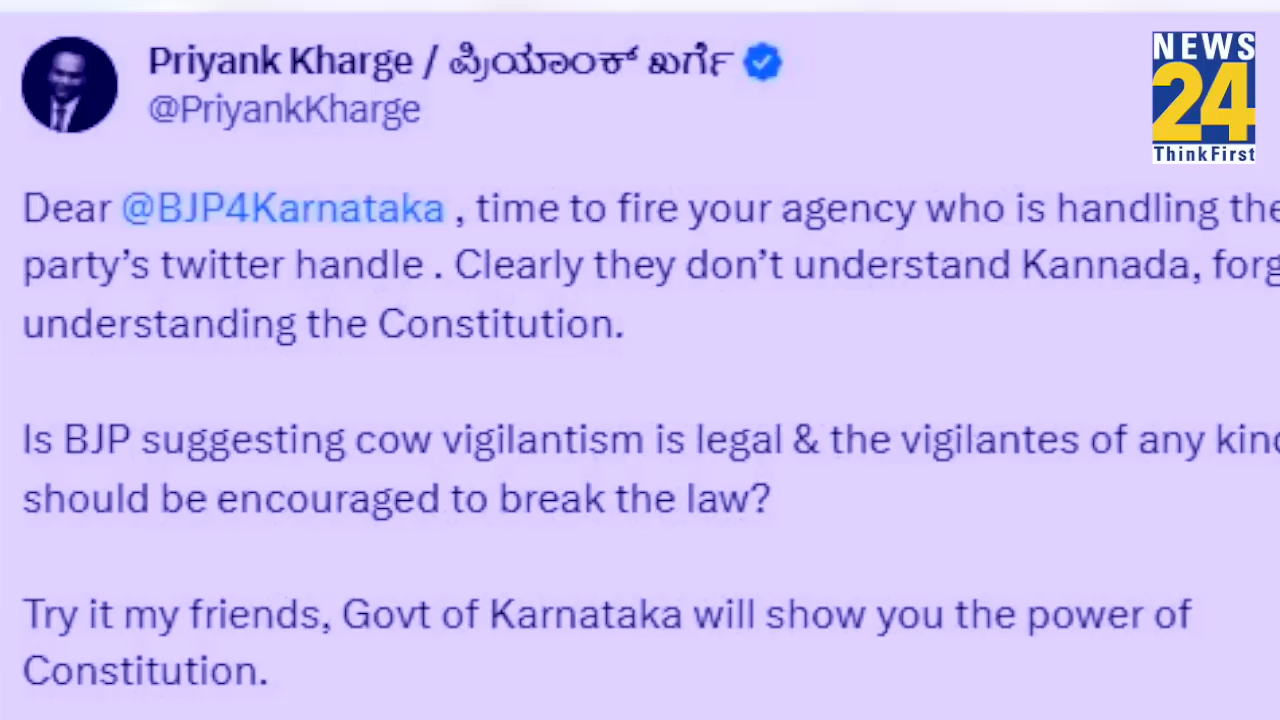 Priyank Kharge / ಪ್ರಿಯಾಂಕ್ ಖರ್ಗೆ
@PriyankKharge
NEWS
24
ThinkFirst
Dear @BJP4Karnataka , time to fire your agency who is handling the
party’s twitter handle . Clearly they don’t understand Kannada, forg
understanding the Constitution.
Is BJP suggesting cow vigilantism is legal & the vigilantes of any kind
should be encouraged to break the law?
Try it my friends, Govt of Karnataka will show you the power of
Constitution.